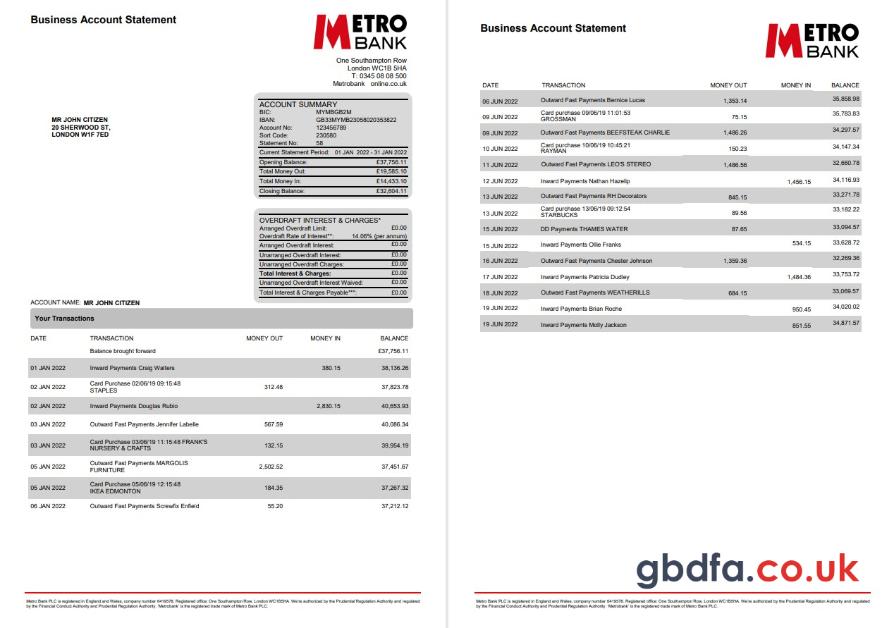 Business Account Statement
METRO
BANK
One Southampton Row
London WC1B 5HA
T: 0345 08 08 500
Metrobank online.co.uk
MR JOHN CITIZEN
20 SHERWOOD ST,
LONDON W1F 7ED
ACCOUNT SUMMARY
BIC: MYMBGB2M
IBAN: GB33MYMB23058020353822
Account No: 123456789
Sort Code: 230580
Statement No: 58
Current Statement Period: 01 JAN 2022 - 31 JAN 2022
Opening Balance: £37,756.11
Total Money Out: £19,585.10
Total Money In: £14,433.10
Closing Balance: £32,604.11
OVERDRAFT INTEREST & CHARGES*
Arranged Overdraft Limit: £0.00
Overdraft Rate of Interest**: 14.06% (per annum)
Arranged Overdraft Interest: £0.00
Unarranged Overdraft Interest: £0.00
Unarranged Overdraft Charges: £0.00
Total Interest & Charges: £0.00
Unarranged Overdraft Interest Waived: £0.00
Total Interest & Charges Payable***: £0.00
ACCOUNT NAME: MR JOHN CITIZEN
Your Transactions
DATE TRANSACTION MONEY OUT MONEY IN BALANCE
Balance brought forward £37,756.11
01 JAN 2022 Inward Payments Craig Walters 380.15 38,136.26
02 JAN 2022 Card Purchase 02/06/19 09:15:48 312.48 37,823.78
STAPLES
02 JAN 2022 Inward Payments Douglas Rubio 2,830.15 40,653.93
03 JAN 2022 Outward Fast Payments Jennifer Labelle 567.59 40,086.34
03 JAN 2022 Card Purchase 03/06/19 11:15:48 FRANK'S 132.15 39,954.19
NURSERY & CRAFTS
05 JAN 2022 Outward Fast Payments MARGOLIS 2,502.52 37,451.67
FURNITURE
05 JAN 2022 Card Purchase 05/06/19 12:15:48 184.35 37,267.32
IKEA EDMONTON
06 JAN 2022 Outward Fast Payments Screwfix Enfield 55.20 37,212.12
Metro Bank PLC is registered in England and Wales, company number 6419578. Registered office: One Southampton Row, London WC1B5HA. We're authorized by the Prudential Regulation Authority and regulated
by the Financial Conduct Authority and Prudential Regulation Authority. 'Metrobank' is the registered trade mark of Metro Bank PLC.
Business Account Statement
METRO
BANK
DATE TRANSACTION MONEY OUT MONEY IN BALANCE
06 JUN 2022 Outward Fast Payments Bernice Lucas 1,353.14 35,858.98
09 JUN 2022 Card purchase 09/06/19 11:01:53 75.15 35,783.83
GROSSMAN
09 JUN 2022 Outward Fast Payments BEEFSTEAK CHARLIE 1,486.26 34,297.57
10 JUN 2022 Card purchase 10/06/19 10:45:21 150.23 34,147.34
RAYMAN
11 JUN 2022 Outward Fast Payments LEO'S STEREO 1,486.56 32,660.78
12 JUN 2022 Inward Payments Nathan Hazelip 1,456.15 34,116.93
13 JUN 2022 Outward Fast Payments RH Decorators 845.15 33,271.78
13 JUN 2022 Card purchase 13/06/19 09:12:54 89.56 33,182.22
STARBUCKS
15 JUN 2022 DD Payments THAMES WATER 87.65 33,094.57
15 JUN 2022 Inward Payments Ollie Franks 534.15 33,628.72
16 JUN 2022 Outward Fast Payments Chester Johnson 1,359.36 32,269.36
17 JUN 2022 Inward Payments Patricia Dudley 1,484.36 33,753.72
18 JUN 2022 Outward Fast Payments WEATHERILLS 684.15 33,069.57
19 JUN 2022 Inward Payments Brian Roche 950.45 34,020.02
19 JUN 2022 Inward Payments Molly Jackson 851.55 34,871.57
gbdfa.co.uk
Metro Bank PLC is registered in England and Wales, company number 6419578. Registered office: One Southampton Row, London WC1B5HA. We're authorized by the Prudential Regulation Authority and regulated
by the Financial Conduct Authority and Prudential Regulation Authority. 'Metrobank' is the registered trade mark of Metro Bank PLC.